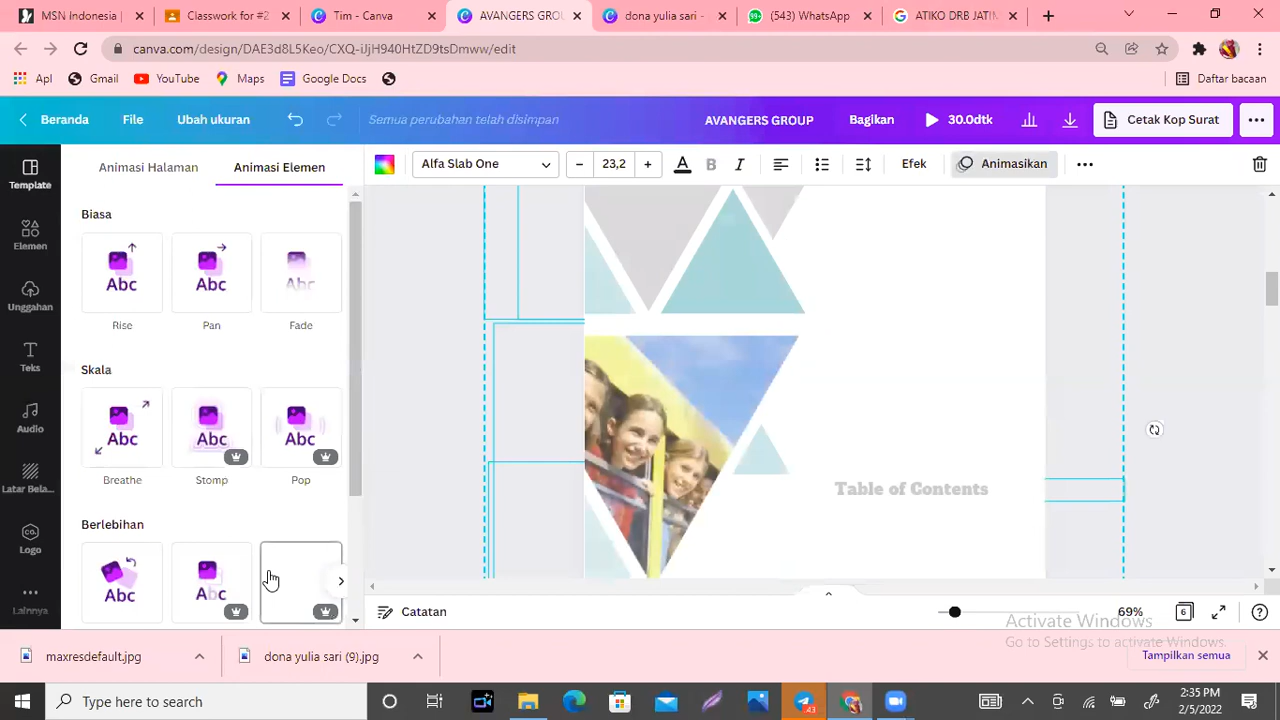 MSN Indonesia
Classwork for #2
Tim - Canva
AVANGERS GROU
dona yulia sari -
(543) WhatsApp
ATIKO DRB JATIN
canva.com/design/DAE3d8L5Keo/CXQ-iJjH940HtZD9tsDmww/edit
Apl
Gmail
YouTube
Maps
Google Docs
Daftar bacaan
Beranda
File
Ubah ukuran
Semua perubahan telah disimpan
AVANGERS GROUP
Bagikan
30.0dtk
Cetak Kop Surat
Template
Elemen
Unggahan
Teks
Audio
Latar Bela...
co.
Logo
Lainnya
Animasi Halaman
Animasi Elemen
Alfa Slab One
23,2
A
B
I
Efek
Animasikan
Biasa
Abc
Abc
Abc
Rise
Pan
Fade
Skala
Abc
Abc
Abc
Breathe
Stomp
Pop
Berlebihan
Abc
Abc
Table of Contents
Catatan
69%
6
Activate Windows
Go to Settings to activate Windows.
maxresdefault.jpg
dona yulia sari (9).jpg
Tampilkan semua
Type here to search
43
2:35 PM
2/5/2022